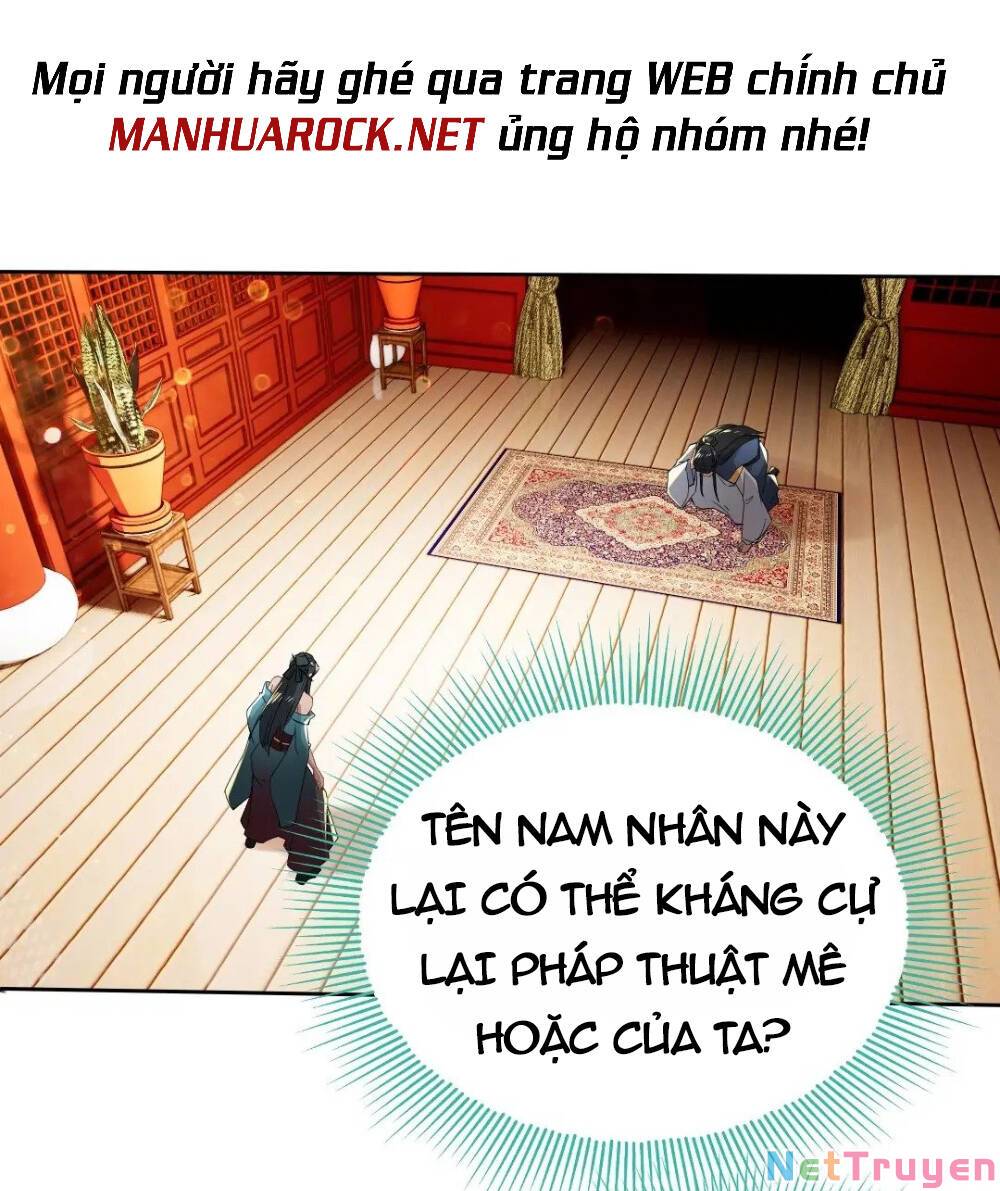 Mọi người hãy ghé qua trang WEB chính chủ
MANHUAROCK.NET ủng hộ nhóm nhé!
TÊN NAM NHÂN NÀY
LẠI CÓ THỂ KHÁNG CỰ
LẠI PHÁP THUẬT MÊ
HOẶC CỦA TA?
NetTruyen